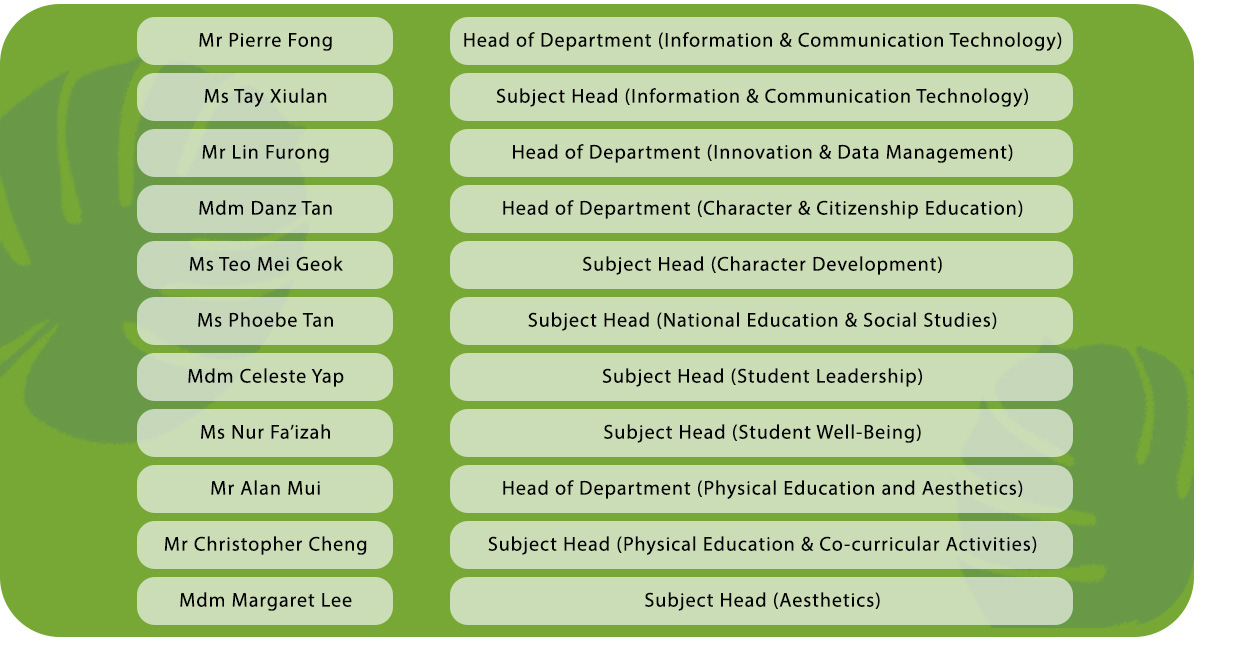 Mr Pierre Fong Head of Department (Information & Communication Technology)
Ms Tay Xiulan Subject Head (Information & Communication Technology)
Mr Lin Furong Head of Department (Innovation & Data Management)
Mdm Danz Tan Head of Department (Character & Citizenship Education)
Ms Teo Mei Geok Subject Head (Character Development)
Ms Phoebe Tan Subject Head (National Education & Social Studies)
Mdm Celeste Yap Subject Head (Student Leadership)
Ms Nur Fa’izah Subject Head (Student Well-Being)
Mr Alan Mui Head of Department (Physical Education and Aesthetics)
Mr Christopher Cheng Subject Head (Physical Education & Co-curricular Activities)
Mdm Margaret Lee Subject Head (Aesthetics)